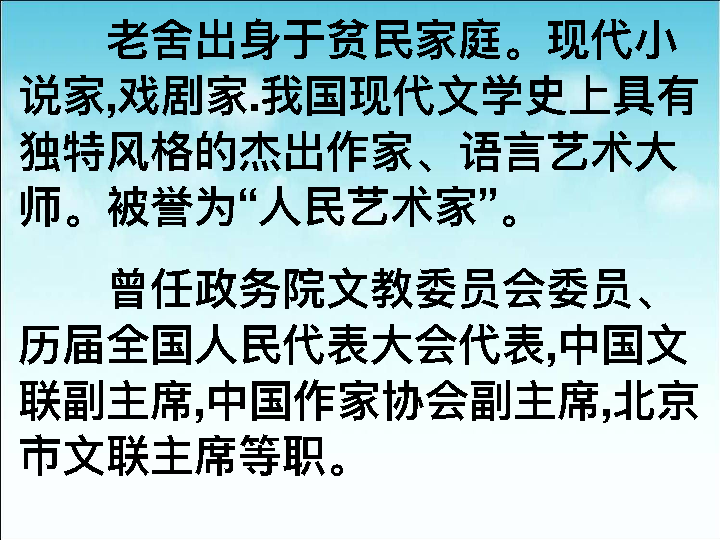 老舍出身于贫民家庭。现代小
说家,戏剧家.我国现代文学史上具有
独特风格的杰出作家、语言艺术大
师。被誉为“人民艺术家”。
曾任政务院文教委员会委员、
历届全国人民代表大会代表,中国文
联副主席,中国作家协会副主席,北京
市文联主席等职。